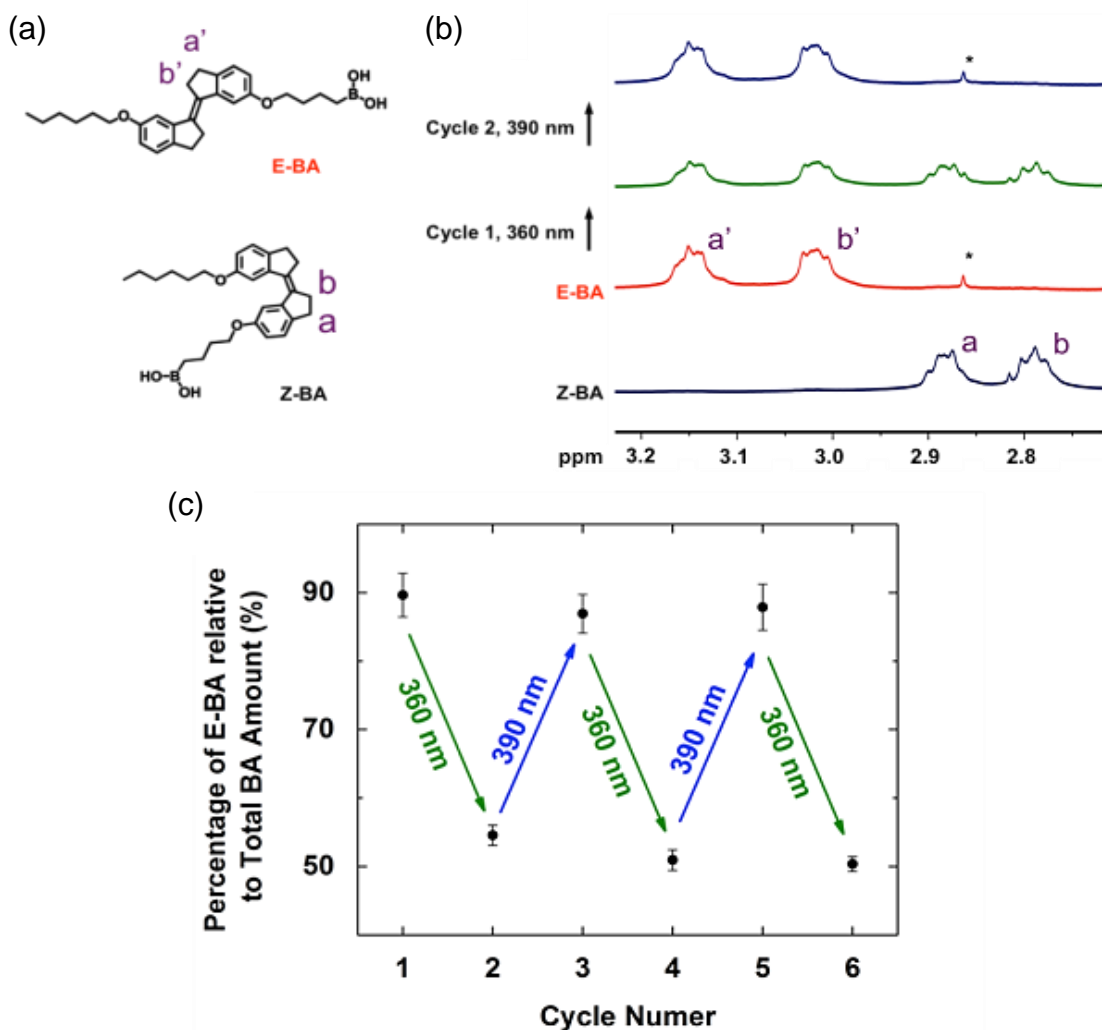 (a)
a’
b’
O
O
OH
B
OH
E-BA
O
b
O
a
HO-B
OH
Z-BA
(b)
*
Cycle 2, 390 nm
Cycle 1, 360 nm
a’
b’
*
E-BA
a
b
Z-BA
ppm
3.2
3.1
3.0
2.9
2.8
(c)
Percentage of E-BA relative
to Total BA Amount (%)
90
70
50
360 nm
390 nm
360 nm
390 nm
360 nm
1
2
3
4
5
6
Cycle Numer